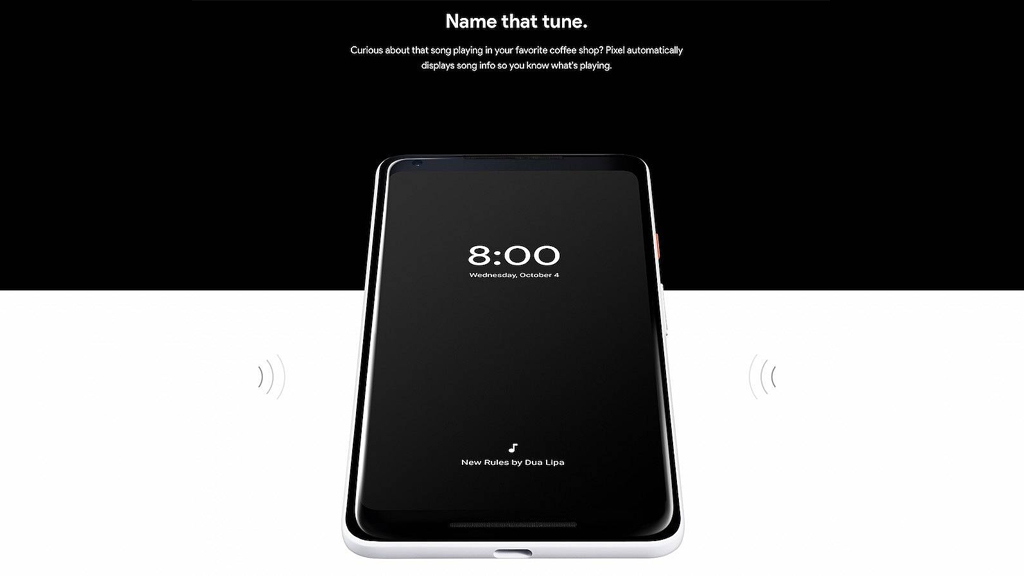 Name that tune.
Curious about that song playing in your favorite coffee shop? Pixel automatically
displays song info so you know what's playing.
8:00
Wednesday, October 4
New Rules by Dua Lipa